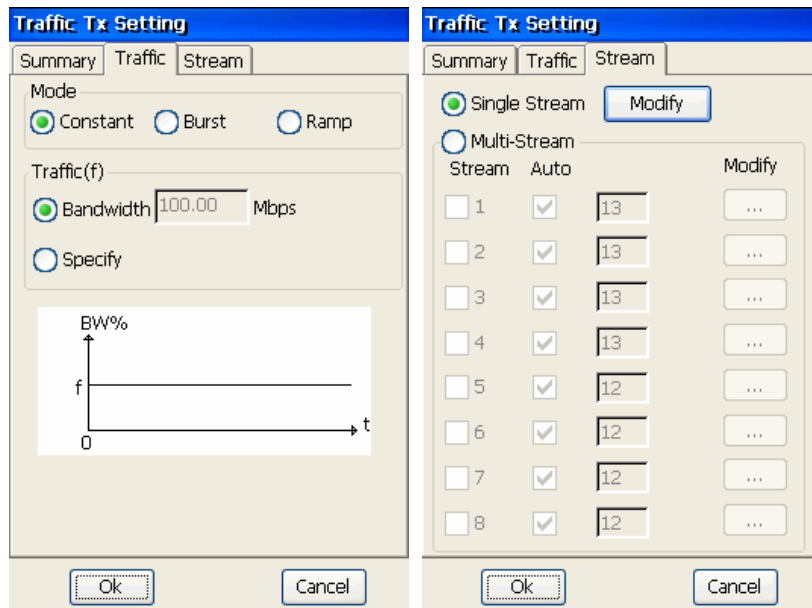 Traffic Tx Setting
Summary Traffic Stream
Mode
Constant Burst Ramp
Traffic(f)
Bandwidth 100.00 Mbps
Specify
BW%
f
0
t
Ok Cancel
Traffic Tx Setting
Summary Traffic Stream
Single Stream Modify
Multi-Stream
Stream Auto Modify
1 13 ...
2 13 ...
3 13 ...
4 13 ...
5 12 ...
6 12 ...
7 12 ...
8 12 ...
Ok Cancel